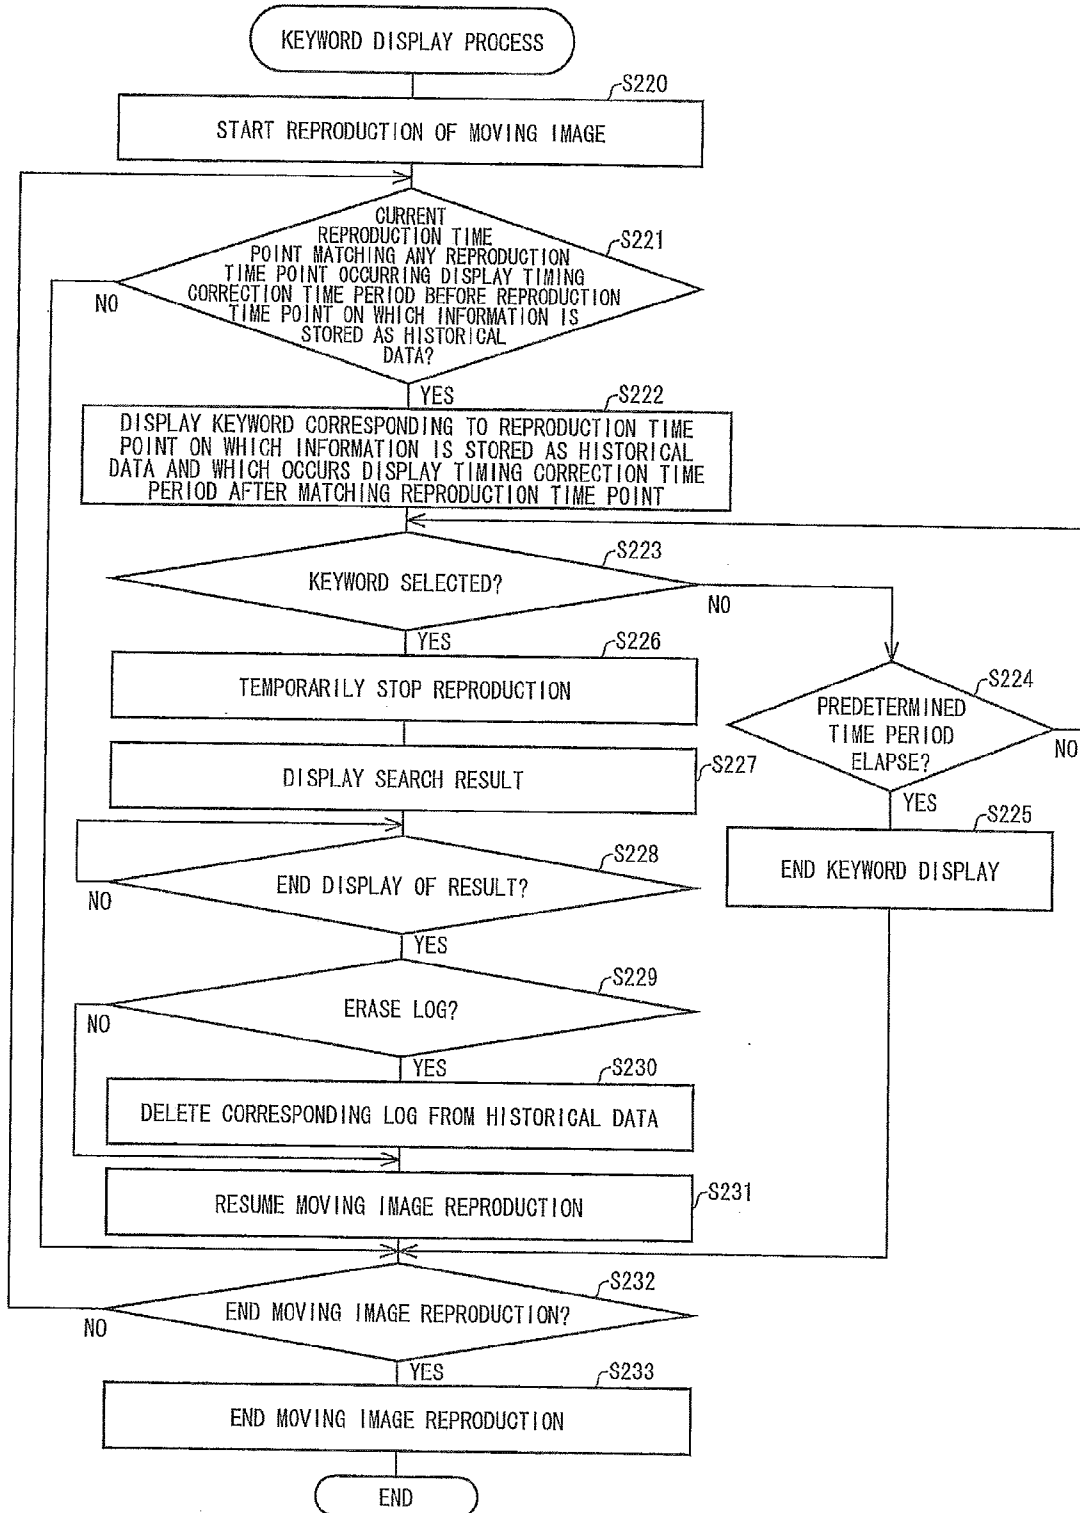 KEYWORD DISPLAY PROCESS
S220
START REPRODUCTION OF MOVING IMAGE
CURRENT
REPRODUCTION TIME
POINT MATCHING ANY REPRODUCTION
TIME POINT OCCURRING DISPLAY TIMING
CORRECTION TIME PERIOD BEFORE REPRODUCTION
TIME POINT ON WHICH INFORMATION IS
STORED AS HISTORICAL
DATA?
S221
NO
YES
S222
DISPLAY KEYWORD CORRESPONDING TO REPRODUCTION TIME
POINT ON WHICH INFORMATION IS STORED AS HISTORICAL
DATA AND WHICH OCCURS DISPLAY TIMING CORRECTION TIME
PERIOD AFTER MATCHING REPRODUCTION TIME POINT
S223
KEYWORD SELECTED?
NO
YES
S226
TEMPORARILY STOP REPRODUCTION
S224
PREDETERMINED
TIME PERIOD
ELAPSE?
NO
YES
S227
DISPLAY SEARCH RESULT
S225
END KEYWORD DISPLAY
S228
END DISPLAY OF RESULT?
NO
YES
S229
ERASE LOG?
NO
YES
S230
DELETE CORRESPONDING LOG FROM HISTORICAL DATA
S231
RESUME MOVING IMAGE REPRODUCTION
S232
END MOVING IMAGE REPRODUCTION?
NO
YES
S233
END MOVING IMAGE REPRODUCTION
END